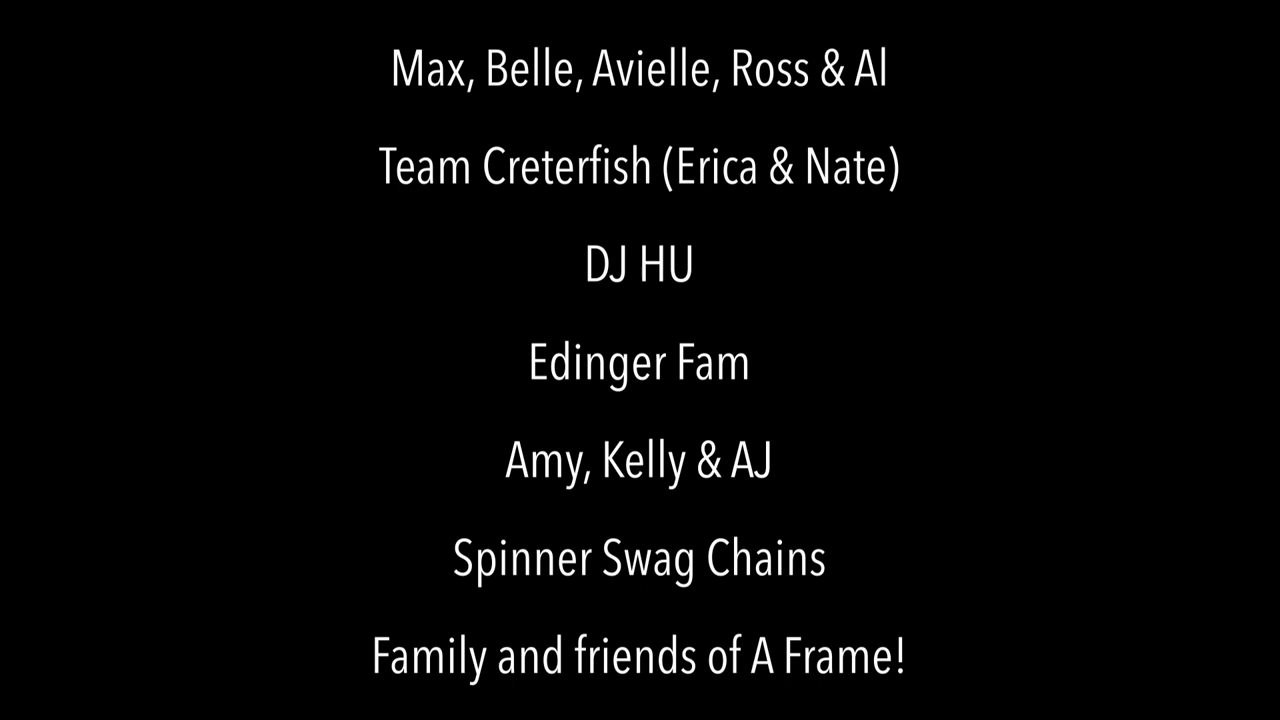 Max, Belle, Avielle, Ross & Al
Team Creterfish (Erica & Nate)
DJ HU
Edinger Fam
Amy, Kelly & AJ
Spinner Swag Chains
Family and friends of A Frame!